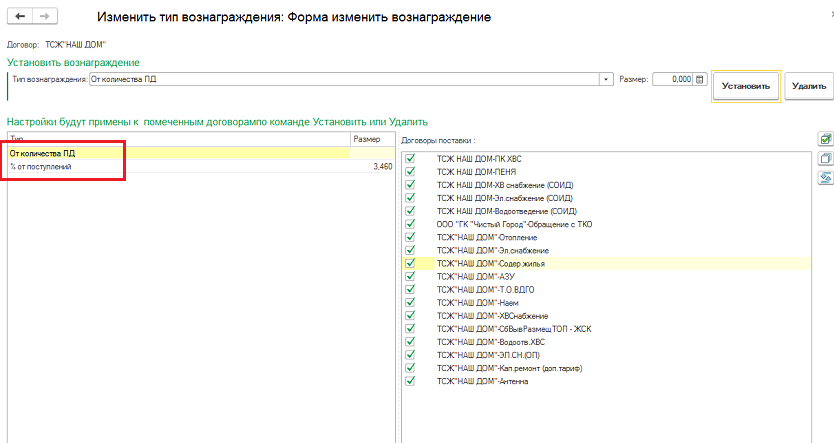 Изменить тип вознаграждения: Форма изменить вознаграждение
Договор: ТСЖ"НАШ ДОМ"
Установить вознаграждение
Тип вознаграждения: От количества ПД Размер: 0,000 Установить Удалить
Настройки будут примены к помеченным договорампо команде Установить или Удалить
Тип Размер
От количества ПД
% от поступлений 3,460
Договоры поставки :
ТСЖ НАШ ДОМ-ПК ХВС
ТСЖ НАШ ДОМ-ПЕНЯ
ТСЖ НАШ ДОМ-ХВ снабжение (СОИД)
ТСЖ НАШ ДОМ-Эл.снабжение (СОИД)
ТСЖ НАШ ДОМ-Водоотведение (СОИД)
ООО "ГК "Чистый Город"-Обращение с ТКО
ТСЖ"НАШ ДОМ"-Отопление
ТСЖ"НАШ ДОМ"-Эл.снабжение
ТСЖ"НАШ ДОМ"-Содер.жилья
ТСЖ"НАШ ДОМ"-АЗУ
ТСЖ"НАШ ДОМ"-Т.О.ВДГО
ТСЖ"НАШ ДОМ"-Наем
ТСЖ"НАШ ДОМ"-ХВСнабжение
ТСЖ"НАШ ДОМ"-СбВывРазмещТОП - ЖСК
ТСЖ"НАШ ДОМ"-Водоотв.ХВС
ТСЖ"НАШ ДОМ"-ЭЛ.СН.(ОП)
ТСЖ"НАШ ДОМ"-Кап.ремонт (доп.тариф)
ТСЖ"НАШ ДОМ"-Антенна